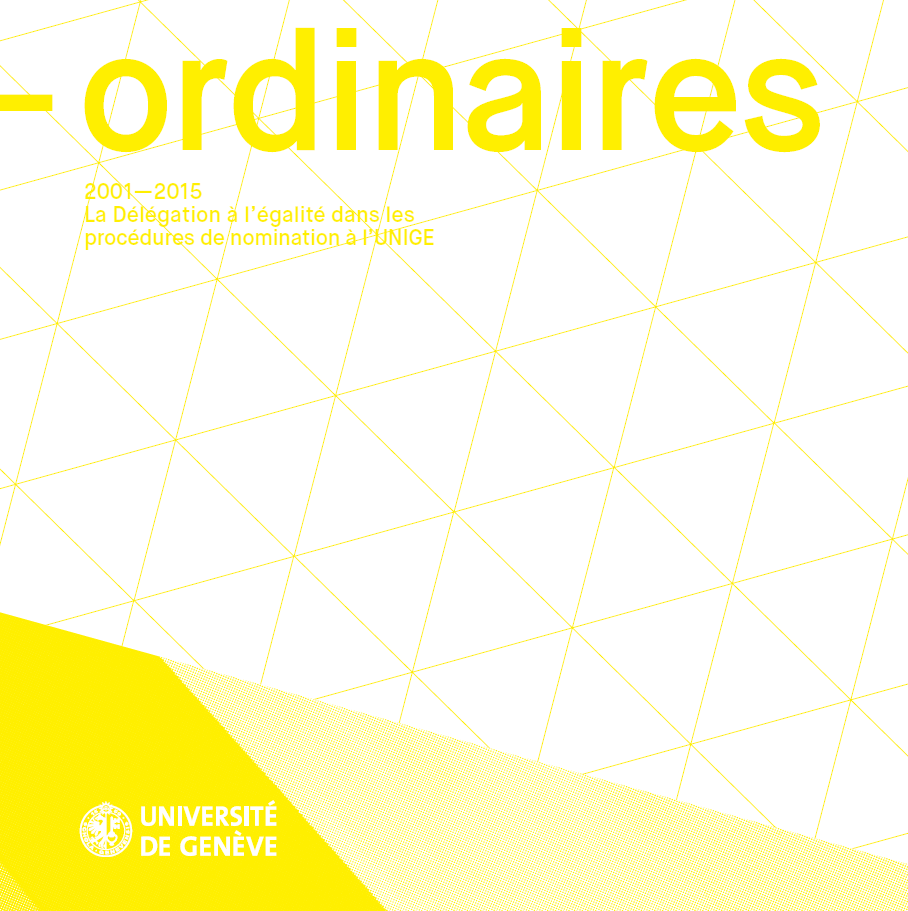 – ordinaires
2001—2015
La Délégation à l’égalité dans les
procédures de nomination à l’UNIGE
UNIVERSITÉ
DE GENÈVE